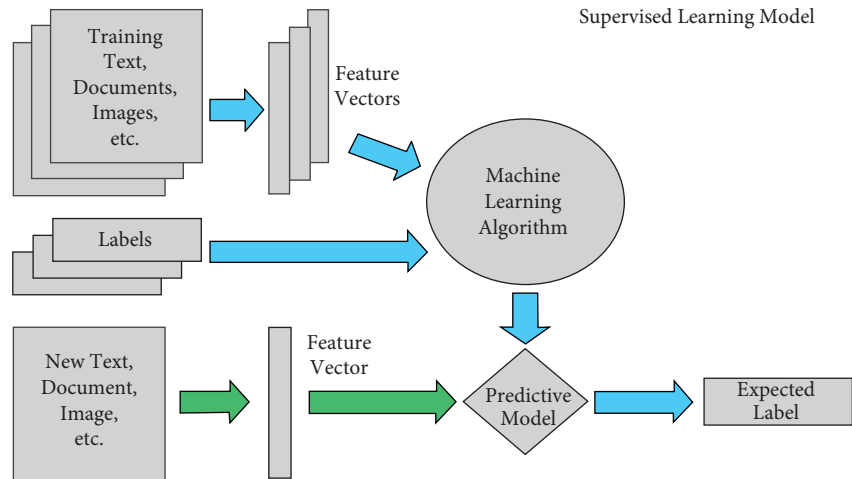 Supervised Learning Model
Training
Text,
Documents,
Images,
etc.
Feature
Vectors
Machine
Learning
Algorithm
Labels
New Text,
Document,
Image,
etc.
Feature
Vector
Predictive
Model
Expected
Label